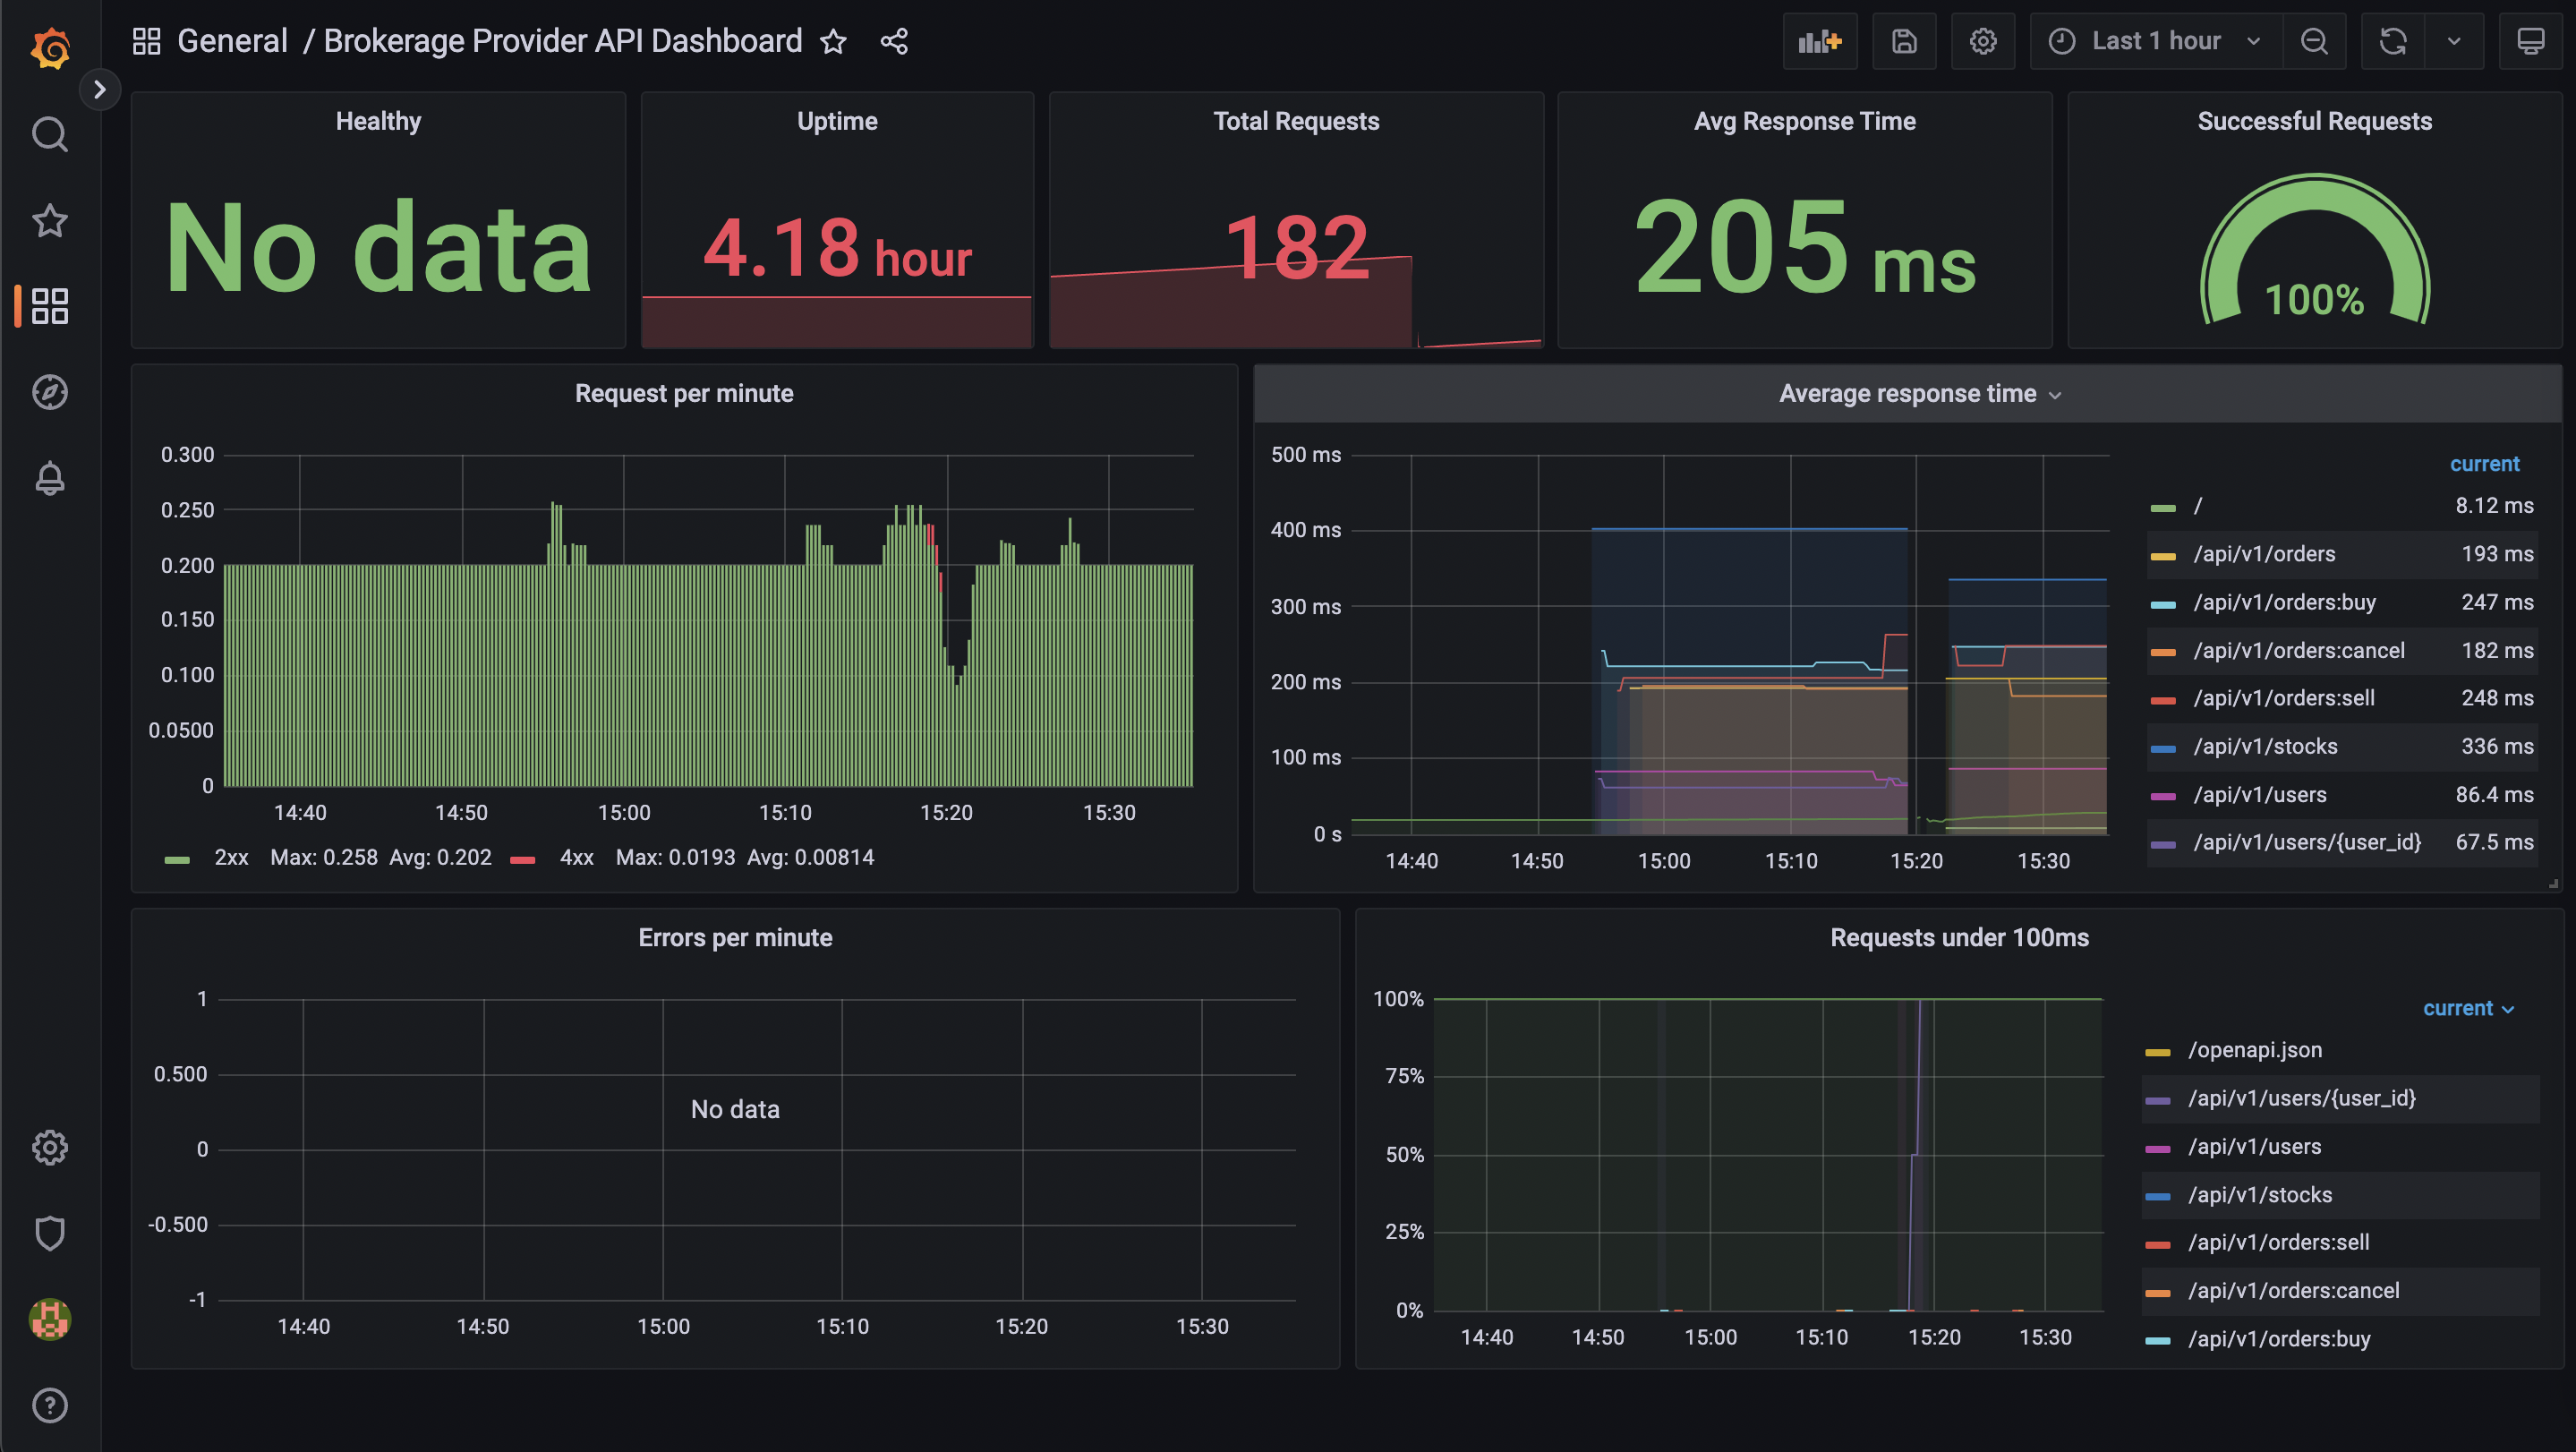 General / Brokerage Provider API Dashboard
Last 1 hour
Healthy
No data
Uptime
4.18 hour
Total Requests
182
Avg Response Time
205 ms
Successful Requests
100%
Request per minute
0.300
0.250
0.200
0.150
0.100
0.0500
0
14:40 14:50 15:00 15:10 15:20 15:30
2xx Max: 0.258 Avg: 0.202 4xx Max: 0.0193 Avg: 0.00814
Average response time
500 ms
400 ms
300 ms
200 ms
100 ms
0 s
14:40 14:50 15:00 15:10 15:20 15:30
current
/ 8.12 ms
/api/v1/orders 193 ms
/api/v1/orders:buy 247 ms
/api/v1/orders:cancel 182 ms
/api/v1/orders:sell 248 ms
/api/v1/stocks 336 ms
/api/v1/users 86.4 ms
/api/v1/users/{user_id} 67.5 ms
Errors per minute
1
0.500
0
-0.500
-1
No data
14:40 14:50 15:00 15:10 15:20 15:30
Requests under 100ms
100%
75%
50%
25%
0%
14:40 14:50 15:00 15:10 15:20 15:30
current
/openapi.json
/api/v1/users/{user_id}
/api/v1/users
/api/v1/stocks
/api/v1/orders:sell
/api/v1/orders:cancel
/api/v1/orders:buy